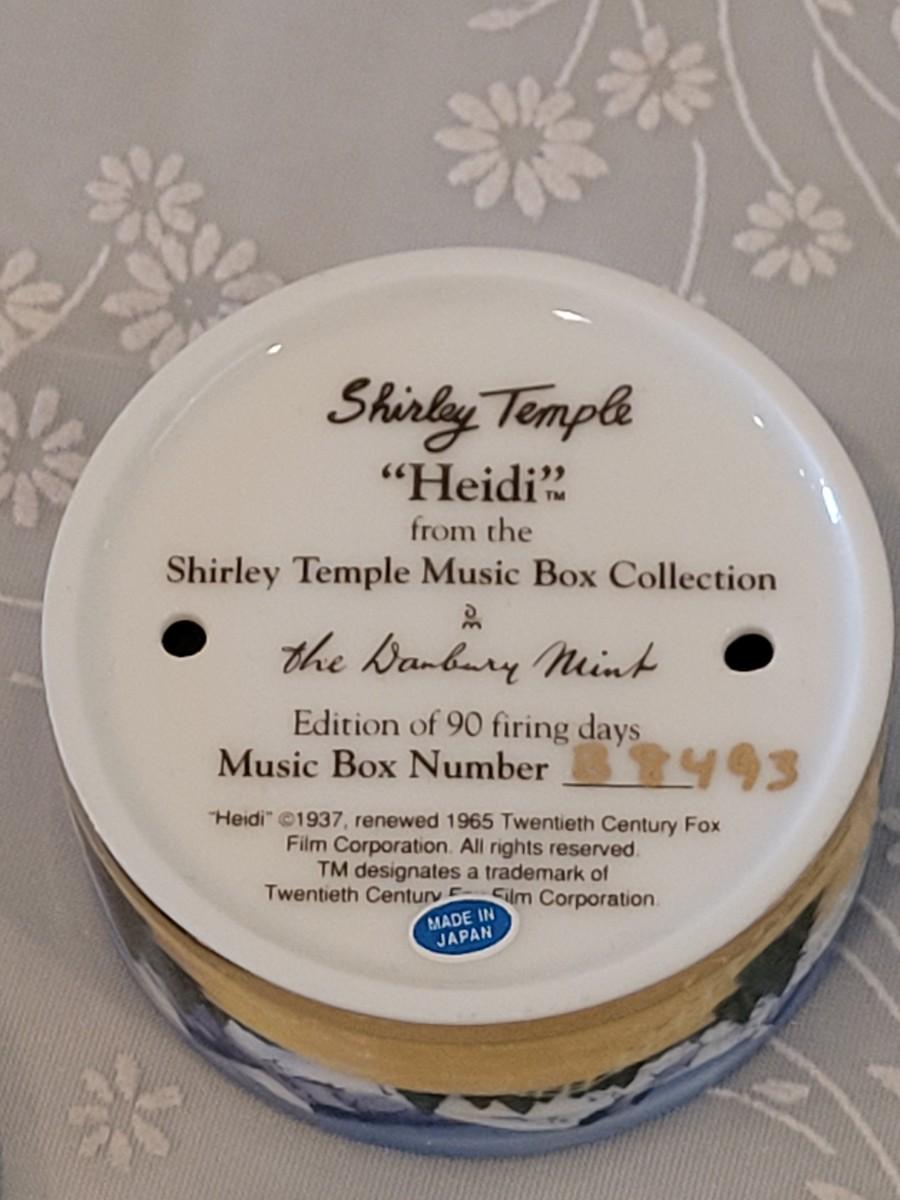 Shirley Temple
“Heidi”™
from the
Shirley Temple Music Box Collection
the Danbury Mint
Edition of 90 firing days
Music Box Number B8493
"Heidi" ©1937, renewed 1965 Twentieth Century Fox
Film Corporation. All rights reserved.
TM designates a trademark of
Twentieth Century Film Corporation.
MADE IN
JAPAN